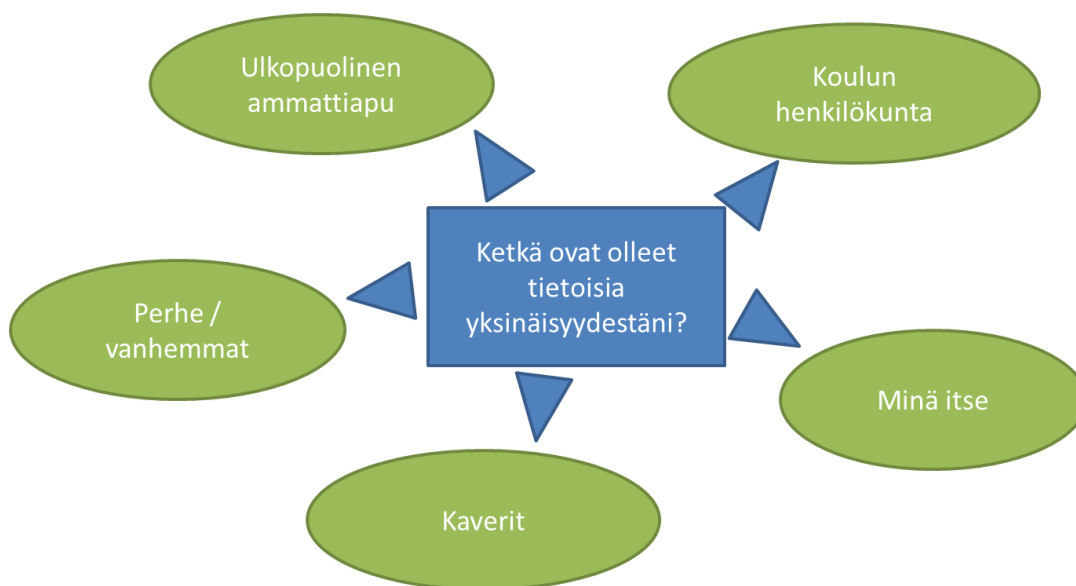 Ulkopuolinen
ammattiapu
Koulun
henkilökunta
Ketkä ovat olleet
tietoisia
yksinäisyydestäni?
Perhe /
vanhemmat
Minä itse
Kaverit